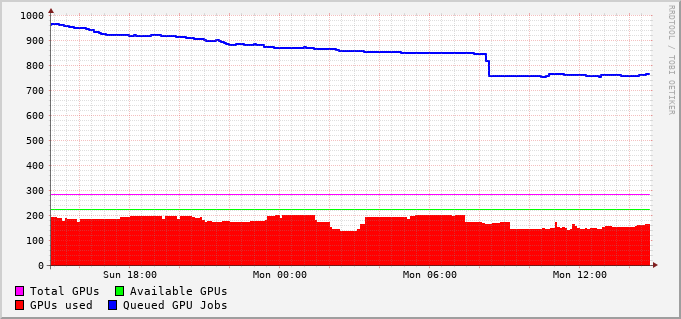 1000
900
800
700
600
500
400
300
200
100
0
Sun 18:00 Mon 00:00 Mon 06:00 Mon 12:00
Total GPUs Available GPUs
GPUs used Queued GPU Jobs
RRDTOOL / TOBI OETIKER